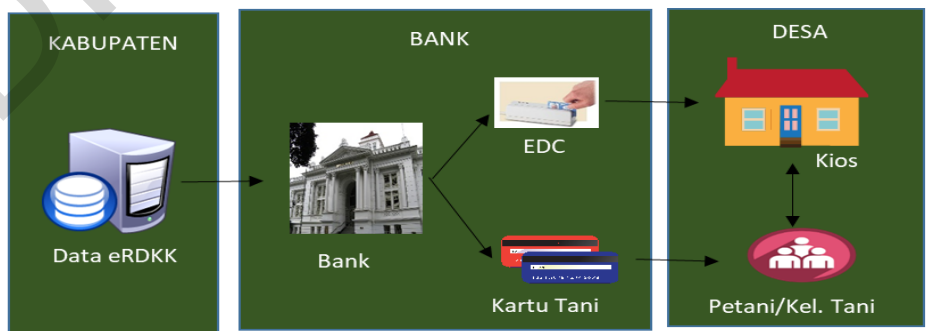 KABUPATEN
Data eRDKK
BANK
Bank
EDC
Kartu Tani
DESA
Kios
Petani/Kel. Tani